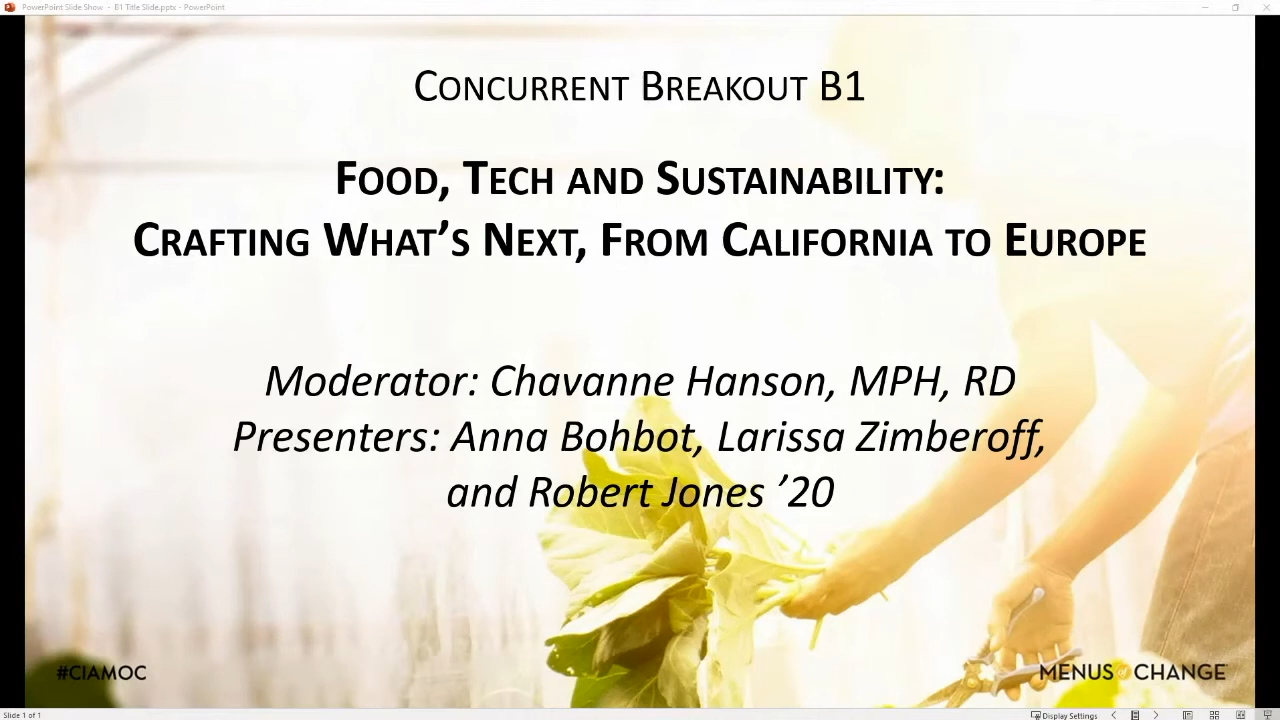 PowerPoint Slide Show - B1 Title Slide.pptx - PowerPoint
CONCURRENT BREAKOUT B1
FOOD, TECH AND SUSTAINABILITY:
CRAFTING WHAT'S NEXT, FROM CALIFORNIA TO EUROPE
Moderator: Chavanne Hanson, MPH, RD
Presenters: Anna Bohbot, Larissa Zimberoff,
and Robert Jones ’20
#CIAMOC
MENUS of CHANGE
Slide 1 of 1
Display Settings